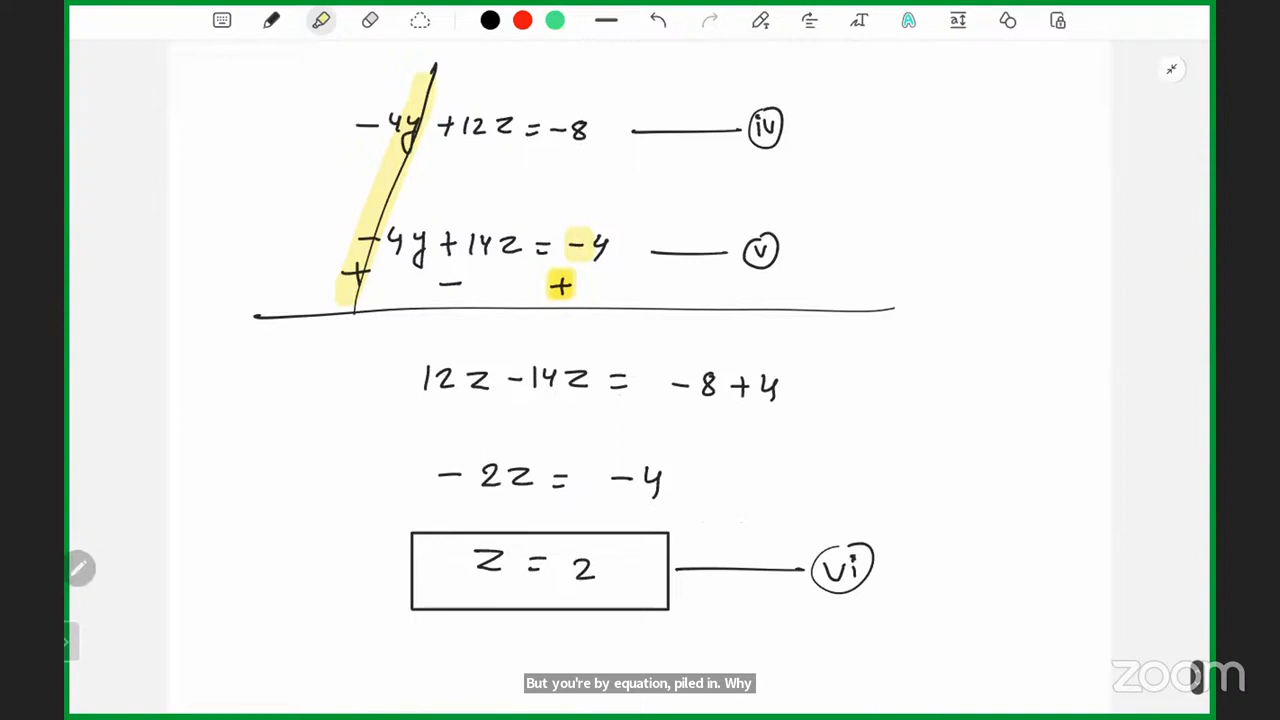 -4y +12z = -8 ——— iv
-4y + 14z = -4 ——— v
+ - +
12z - 14z = -8 + 4
-2z = -4
z = 2 ——— vi
But you're by equation, piled in. Why
zoom